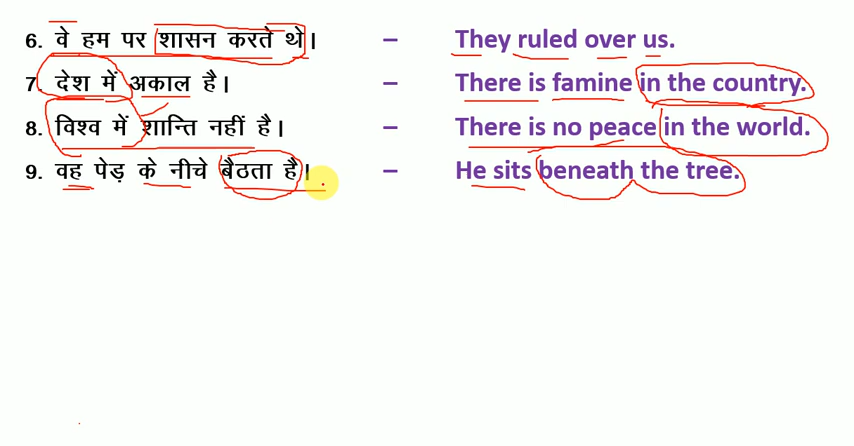 6. वे हम पर शासन करते थे। – They ruled over us.
7. देश में अकाल है। – There is famine in the country.
8. विश्व में शान्ति नहीं है। – There is no peace in the world.
9. वह पेड़ के नीचे बैठता है। – He sits beneath the tree.